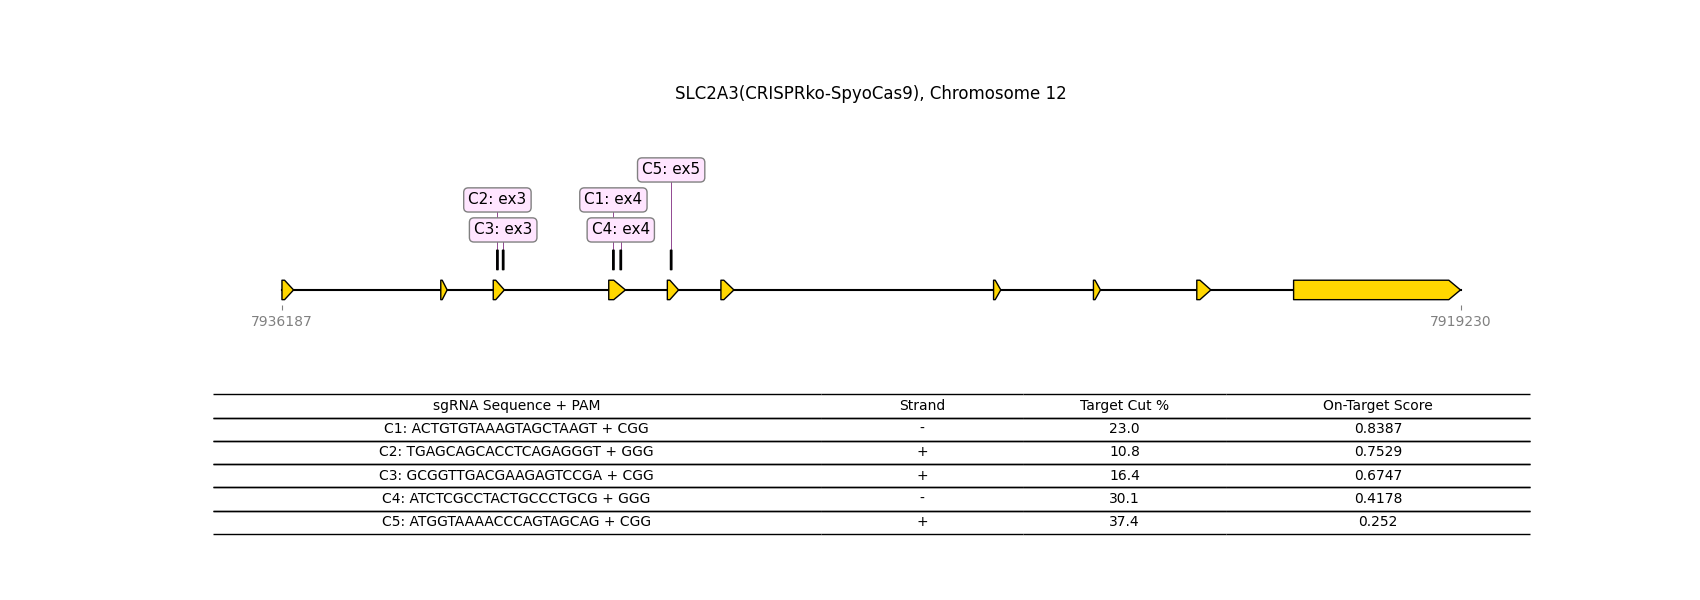 SLC2A3(CRISPRko-SpyoCas9), Chromosome 12
C5: ex5
C2: ex3
C1: ex4
C3: ex3
C4: ex4
7936187
7919230
sgRNA Sequence + PAM Strand Target Cut % On-Target Score
C1: ACTGTGTAAAGTAGCTAAGT + CGG - 23.0 0.8387
C2: TGAGCAGCACCTCAGAGGGT + GGG + 10.8 0.7529
C3: GCGGTTGACGAAGAGTCCGA + CGG + 16.4 0.6747
C4: ATCTCGCCTACTGCCCTGCG + GGG - 30.1 0.4178
C5: ATGGTAAAACCCAGTAGCAG + CGG + 37.4 0.252